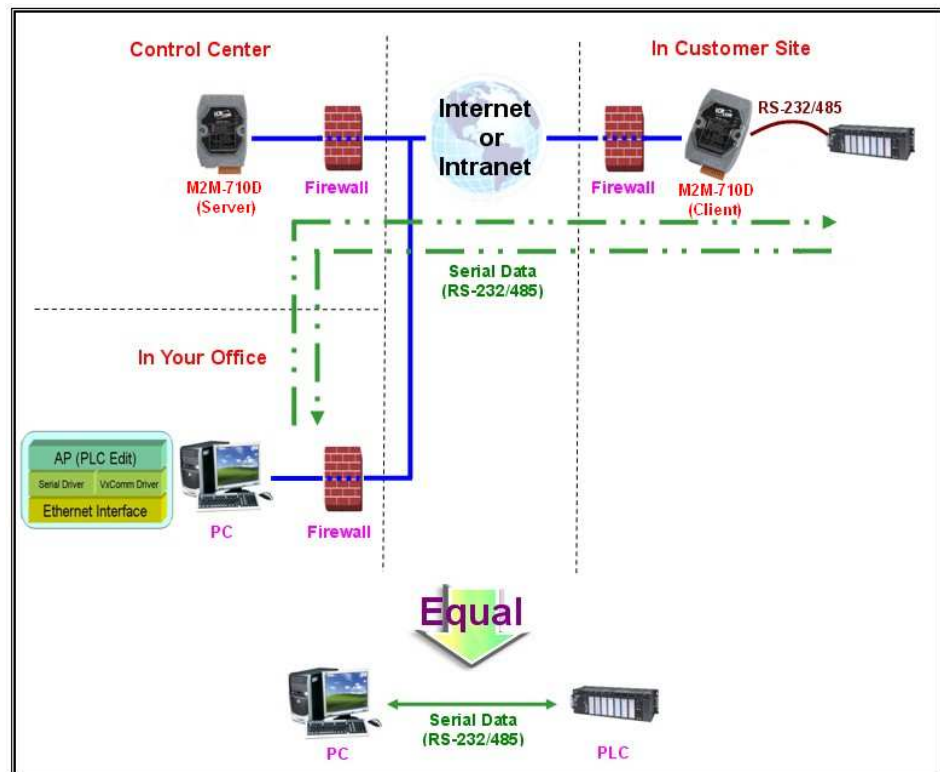 Control Center
In Customer Site
Internet
or
Intranet
RS-232/485
M2M-710D
(Server)
Firewall
Firewall
M2M-710D
(Client)
Serial Data
(RS-232/485)
In Your Office
AP (PLC Edit)
Serial Driver
VxComm Driver
Ethernet Interface
PC
Firewall
Equal
Serial Data
(RS-232/485)
PC
PLC